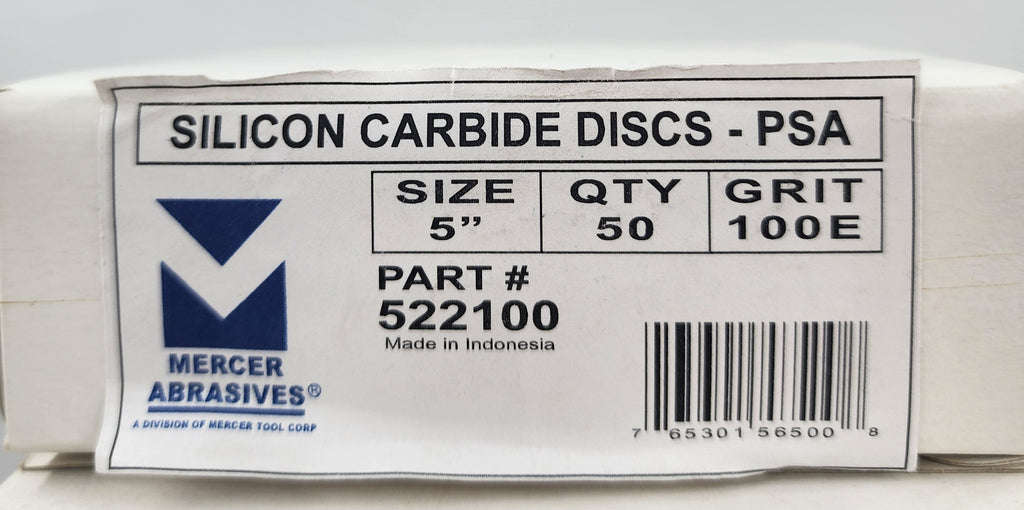 SILICON CARBIDE DISCS - PSA
SIZE QTY GRIT
5” 50 100E
PART #
522100
Made in Indonesia
MERCER
ABRASIVES®
A DIVISION OF MERCER TOOL CORP
7 65301 56500 8